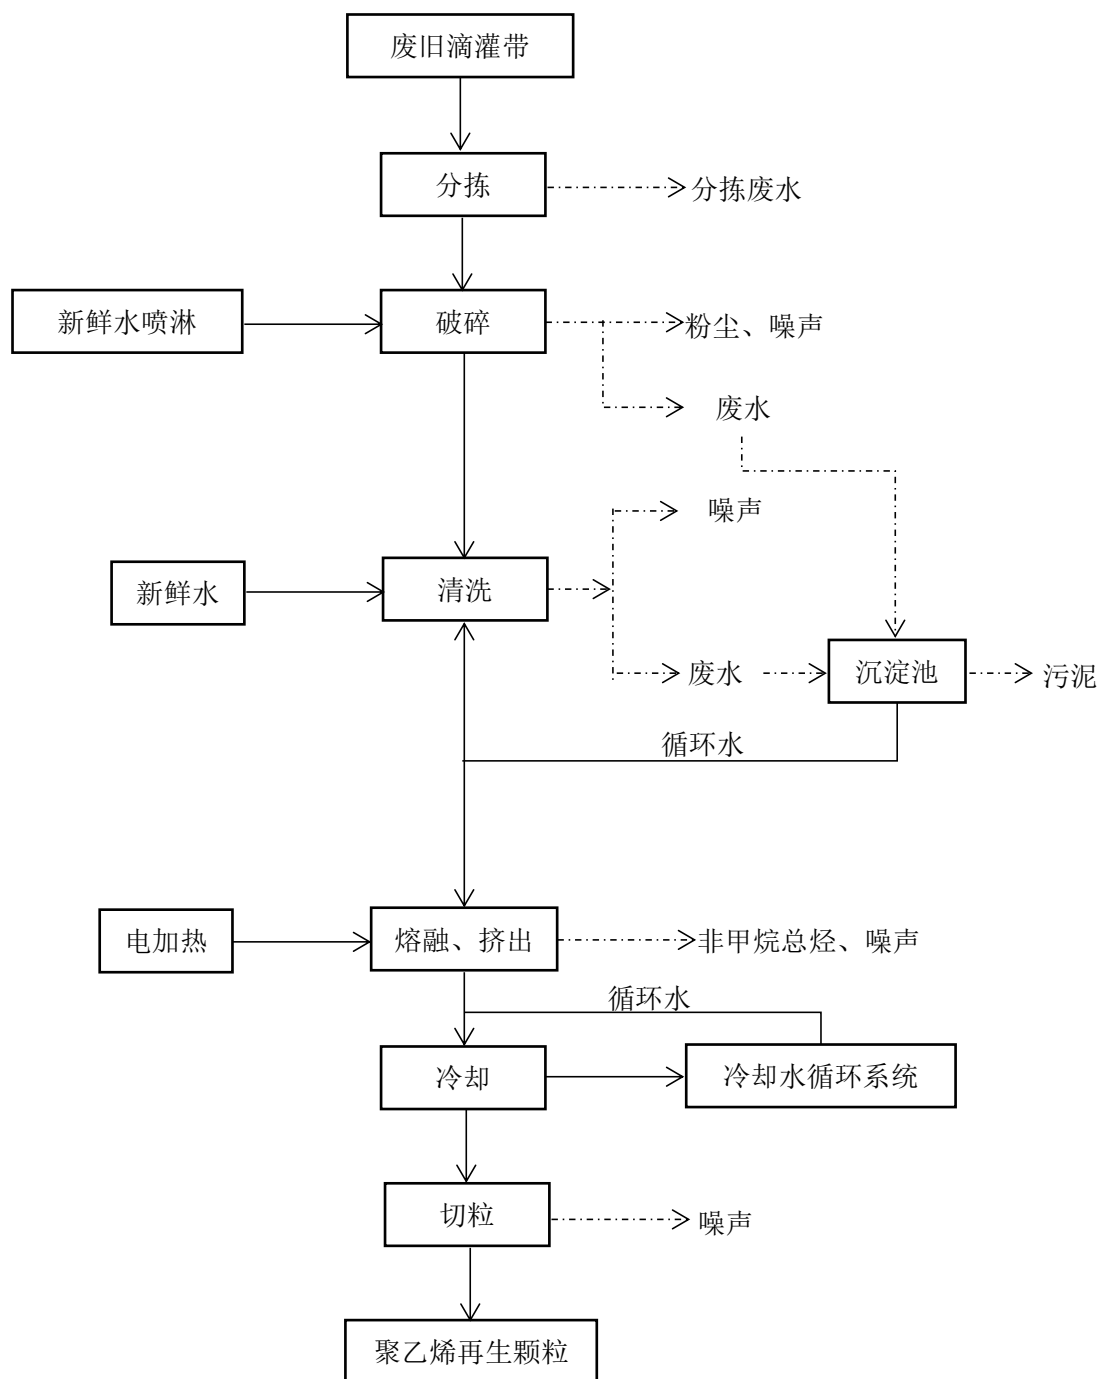 废旧滴灌带
分拣
分拣废水
新鲜水喷淋
破碎
粉尘、噪声
废水
噪声
新鲜水
清洗
废水
沉淀池
污泥
循环水
电加热
熔融、挤出
非甲烷总烃、噪声
循环水
冷却
冷却水循环系统
切粒
噪声
聚乙烯再生颗粒